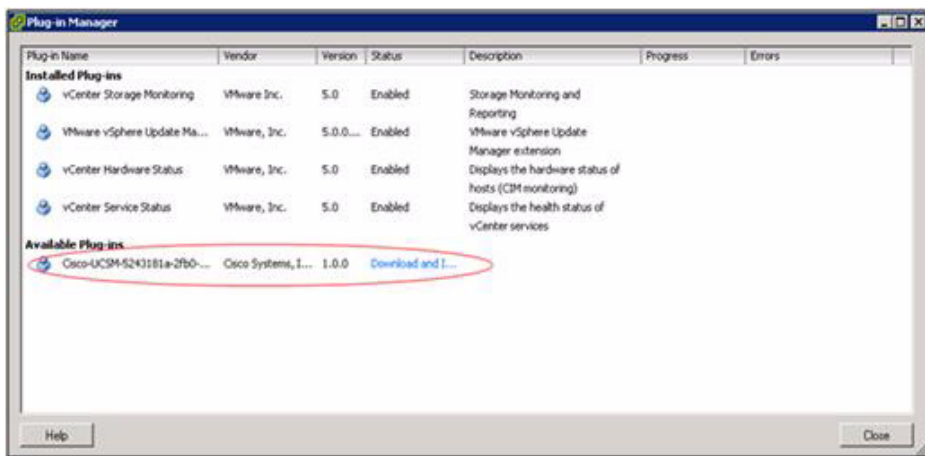 Plug-in Manager
Plug-in Name Vendor Version Status Description Progress Errors
Installed Plug-ins
vCenter Storage Monitoring VMware Inc. 5.0 Enabled Storage Monitoring and
Reporting
VMware vSphere Update Ma... VMware, Inc. 5.0.0.... Enabled VMware vSphere Update
Manager extension
vCenter Hardware Status VMware, Inc. 5.0 Enabled Displays the hardware status of
hosts (CIM monitoring)
vCenter Service Status VMware, Inc. 5.0 Enabled Displays the health status of
vCenter services
Available Plug-ins
Cisco-UCSM-5243181a-2fb0-... Cisco Systems, I... 1.0.0 Download and I...
Help Close